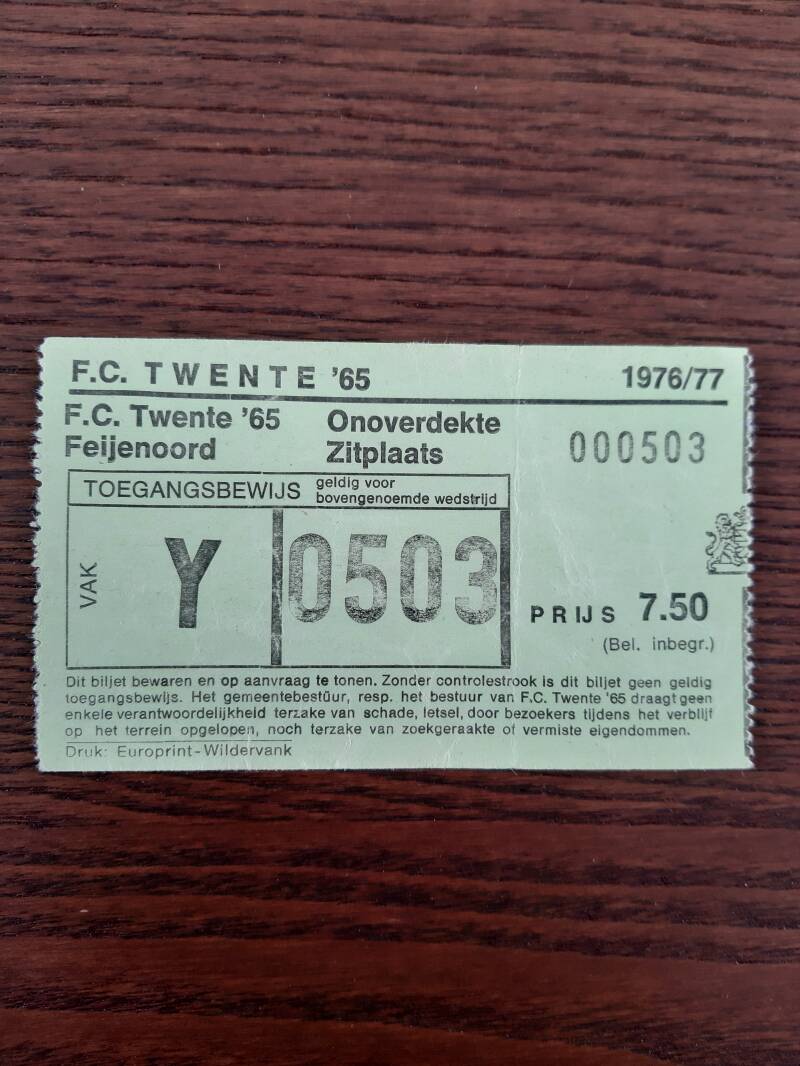 F.C. TWENTE '65 1976/77
F.C. Twente '65 Onoverdekte
Feijenoord Zitplaats 000503
TOEGANGSBEWIJS geldig voor
bovengenoemde wedstrijd
VAK Y 0503
PRIJS 7.50
(Bel. inbegr.)
Dit biljet bewaren en op aanvraag te tonen. Zonder controlestrook is dit biljet geen geldig
toegangsbewijs. Het gemeentebestüur, resp. het bestuur van F.C. Twente '65 draagt geen
enkele verantwoordelijkheid terzake van schade, letsel, door bezoekers tijdens het verblijf
op het terrein opgelopen, noch terzake van zoekgeraakte of vermiste eigendommen.
Druk: Europrint-Wildervank